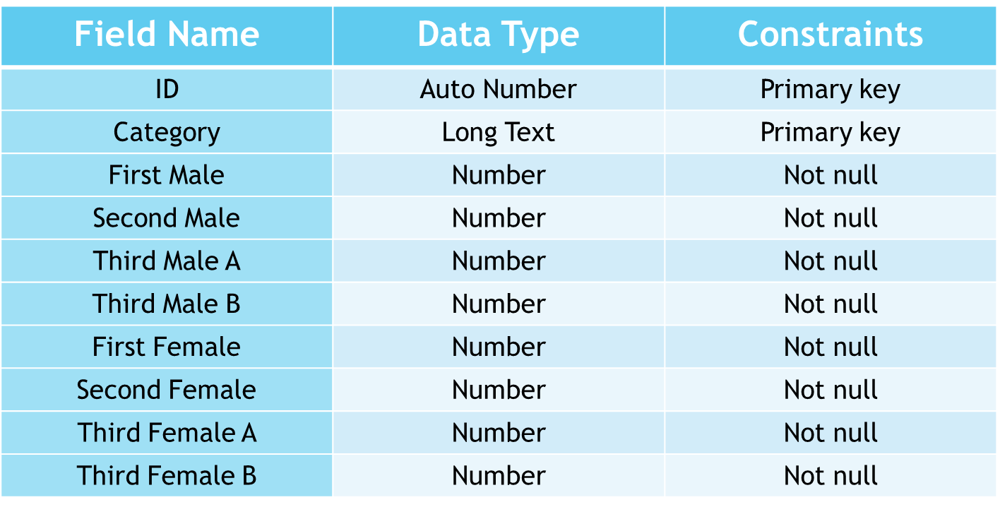 Field Name Data Type Constraints
ID Auto Number Primary key
Category Long Text Primary key
First Male Number Not null
Second Male Number Not null
Third Male A Number Not null
Third Male B Number Not null
First Female Number Not null
Second Female Number Not null
Third Female A Number Not null
Third Female B Number Not null